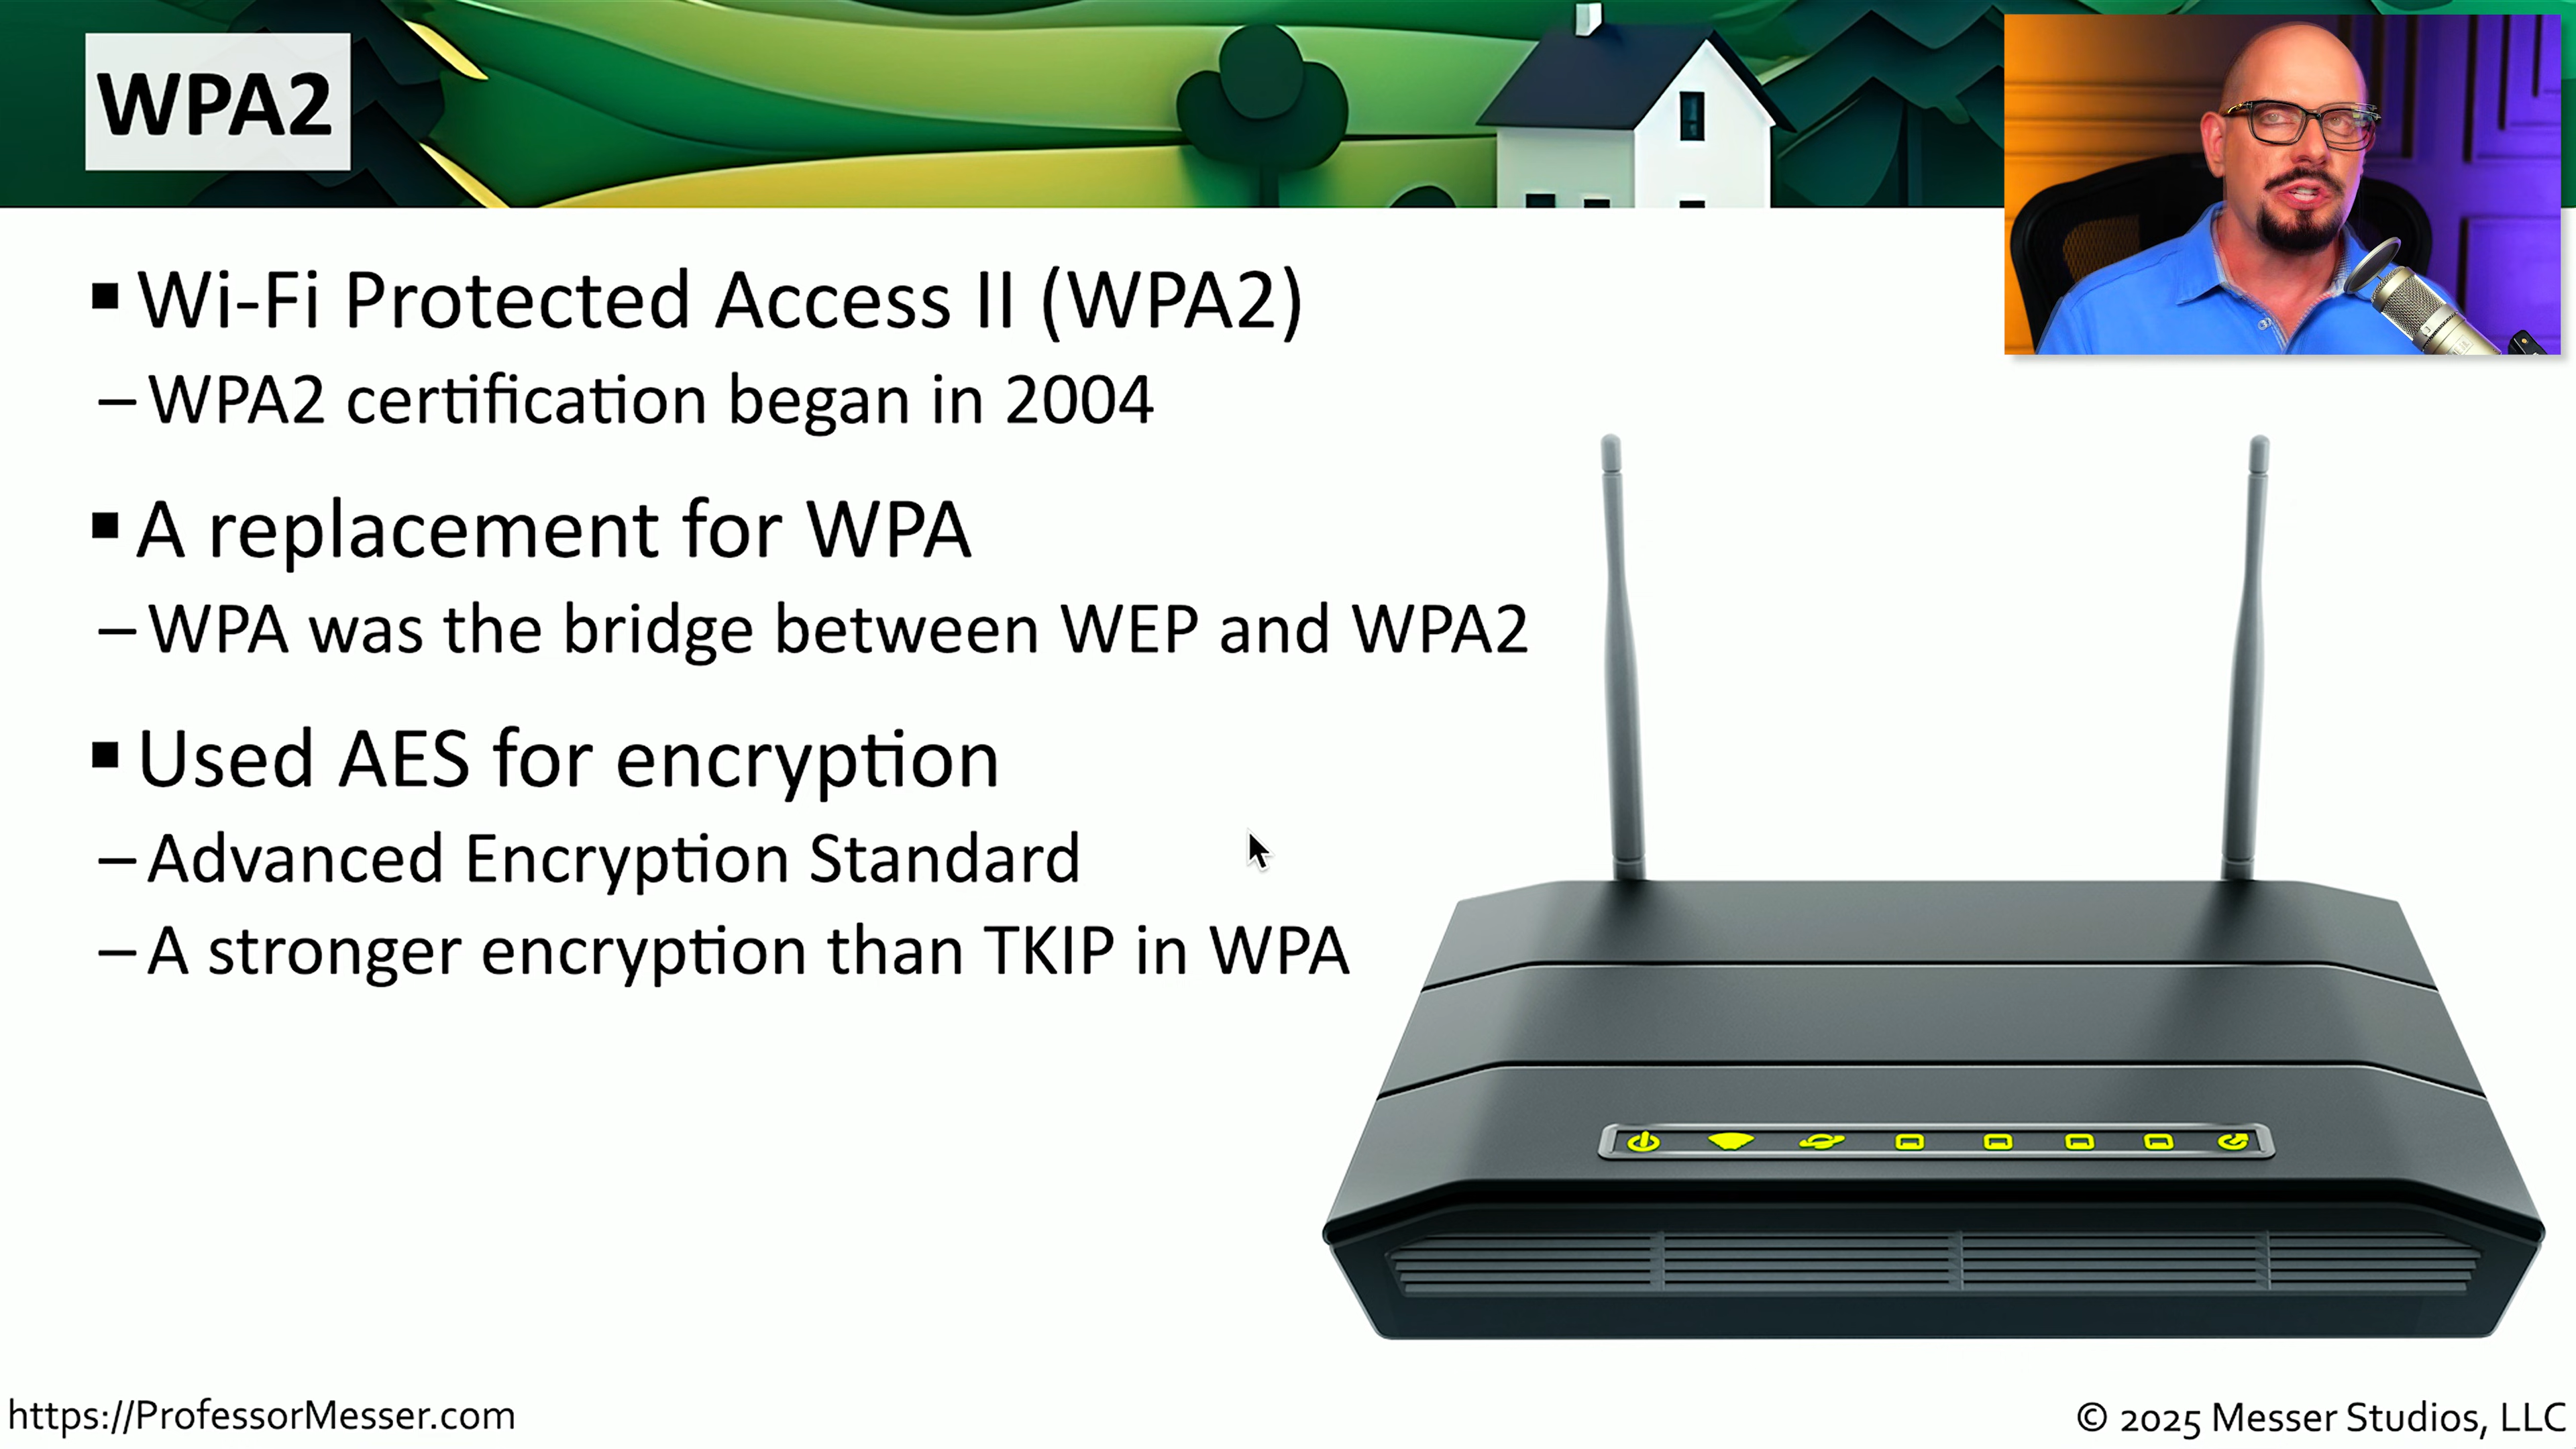 WPA2
▪ Wi-Fi Protected Access II (WPA2)
– WPA2 certification began in 2004
▪ A replacement for WPA
– WPA was the bridge between WEP and WPA2
▪ Used AES for encryption
– Advanced Encryption Standard
– A stronger encryption than TKIP in WPA
https://ProfessorMesser.com
© 2025 Messer Studios, LLC